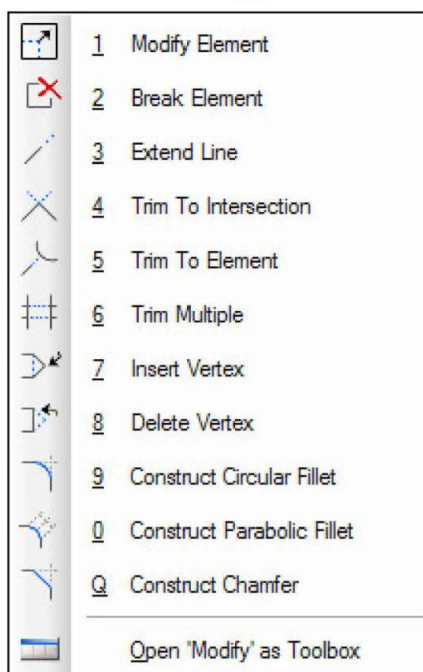 1 Modify Element
2 Break Element
3 Extend Line
4 Trim To Intersection
5 Trim To Element
6 Trim Multiple
7 Insert Vertex
8 Delete Vertex
9 Construct Circular Fillet
0 Construct Parabolic Fillet
Q Construct Chamfer
Open 'Modify' as Toolbox